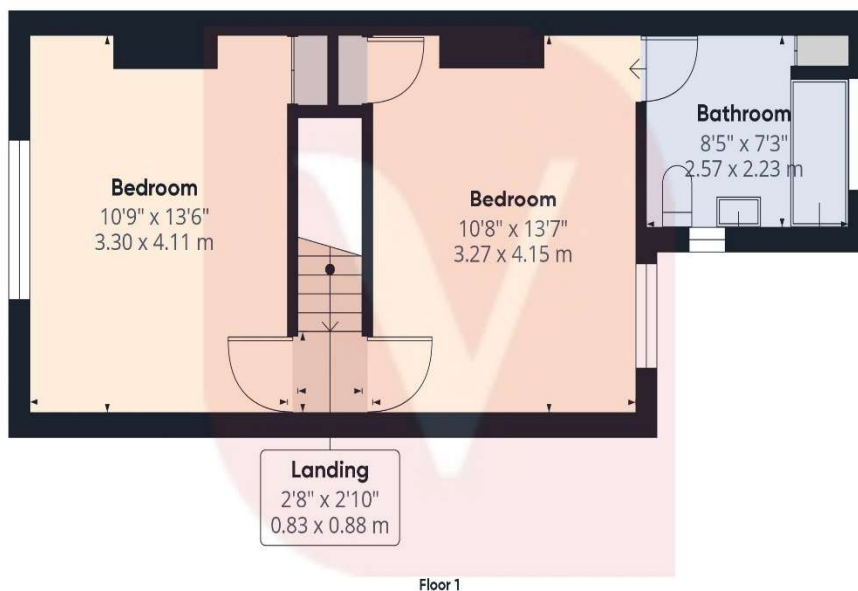 Bedroom
10'9" x 13'6"
3.30 x 4.11 m
Bedroom
10'8" x 13'7"
3.27 x 4.15 m
Bathroom
8'5" x 7'3"
2.57 x 2.23 m
Landing
2'8" x 2'10"
0.83 x 0.88 m
Floor 1